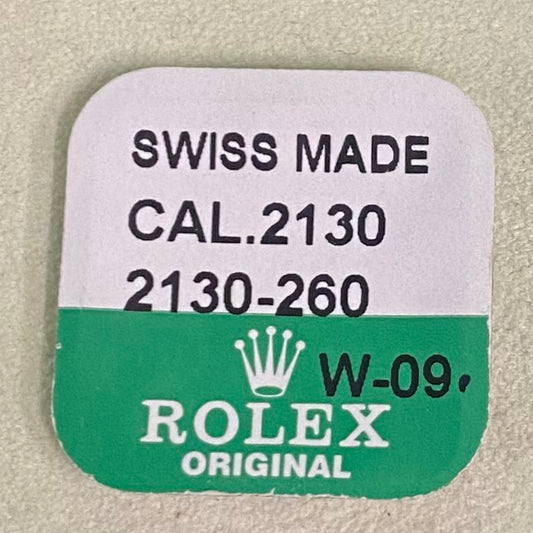 SWISS MADE
CAL.2130
2130-260
W-09.
ROLEX
ORIGINAL